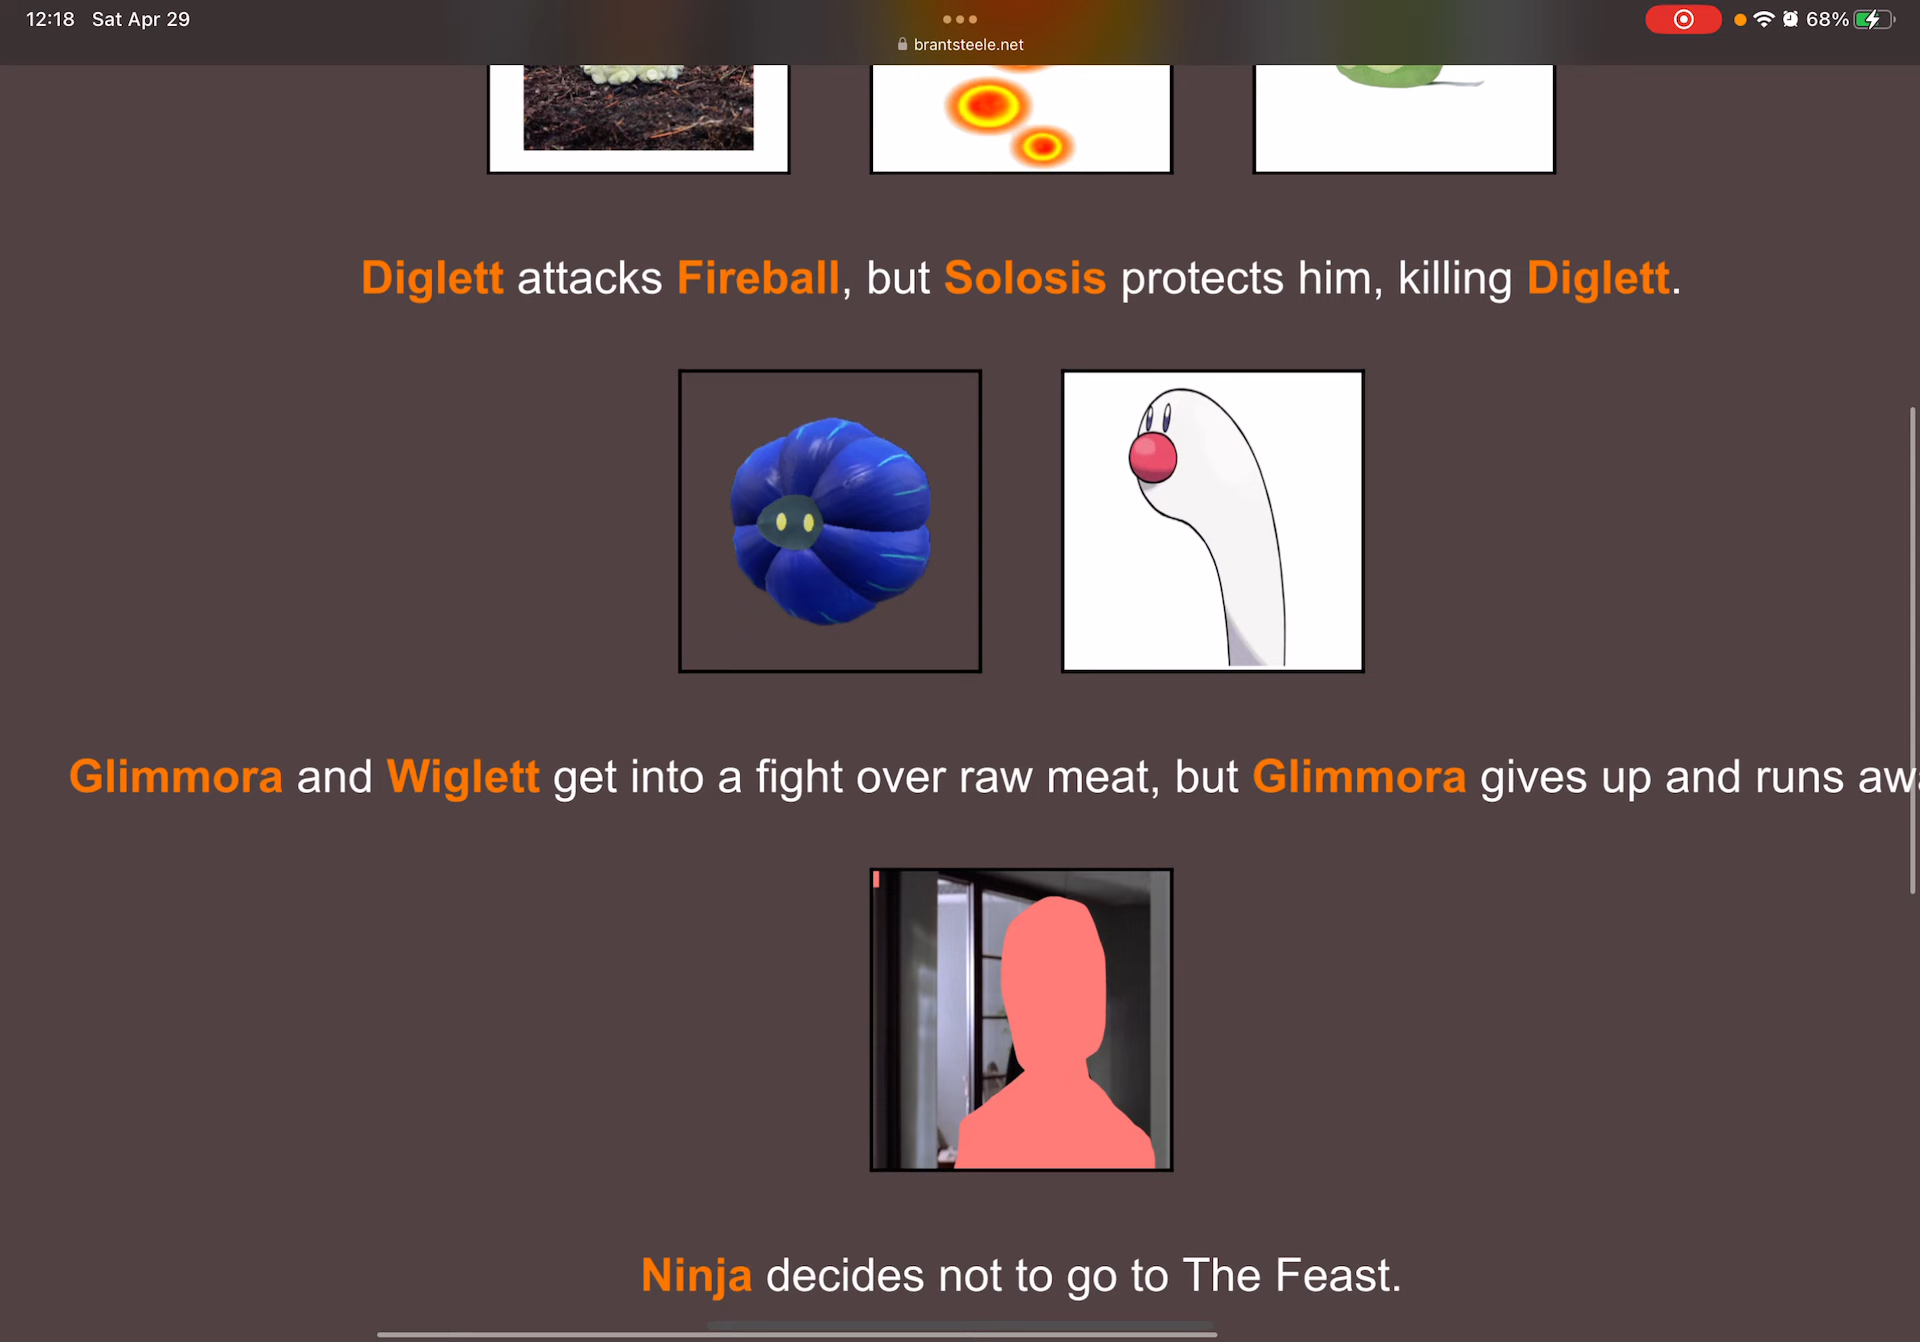 12:18 Sat Apr 29
68%
brantsteele.net
Diglett attacks Fireball, but Solosis protects him, killing Diglett.
Glimmora and Wiglett get into a fight over raw meat, but Glimmora gives up and runs aw
Ninja decides not to go to The Feast.